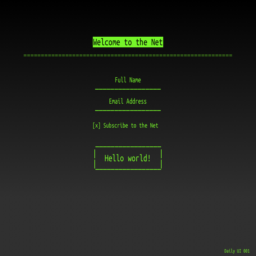 Welcome to the Net
Full Name
Email Address
[x] Subscribe to the Net
Hello world!
Daily UI 001